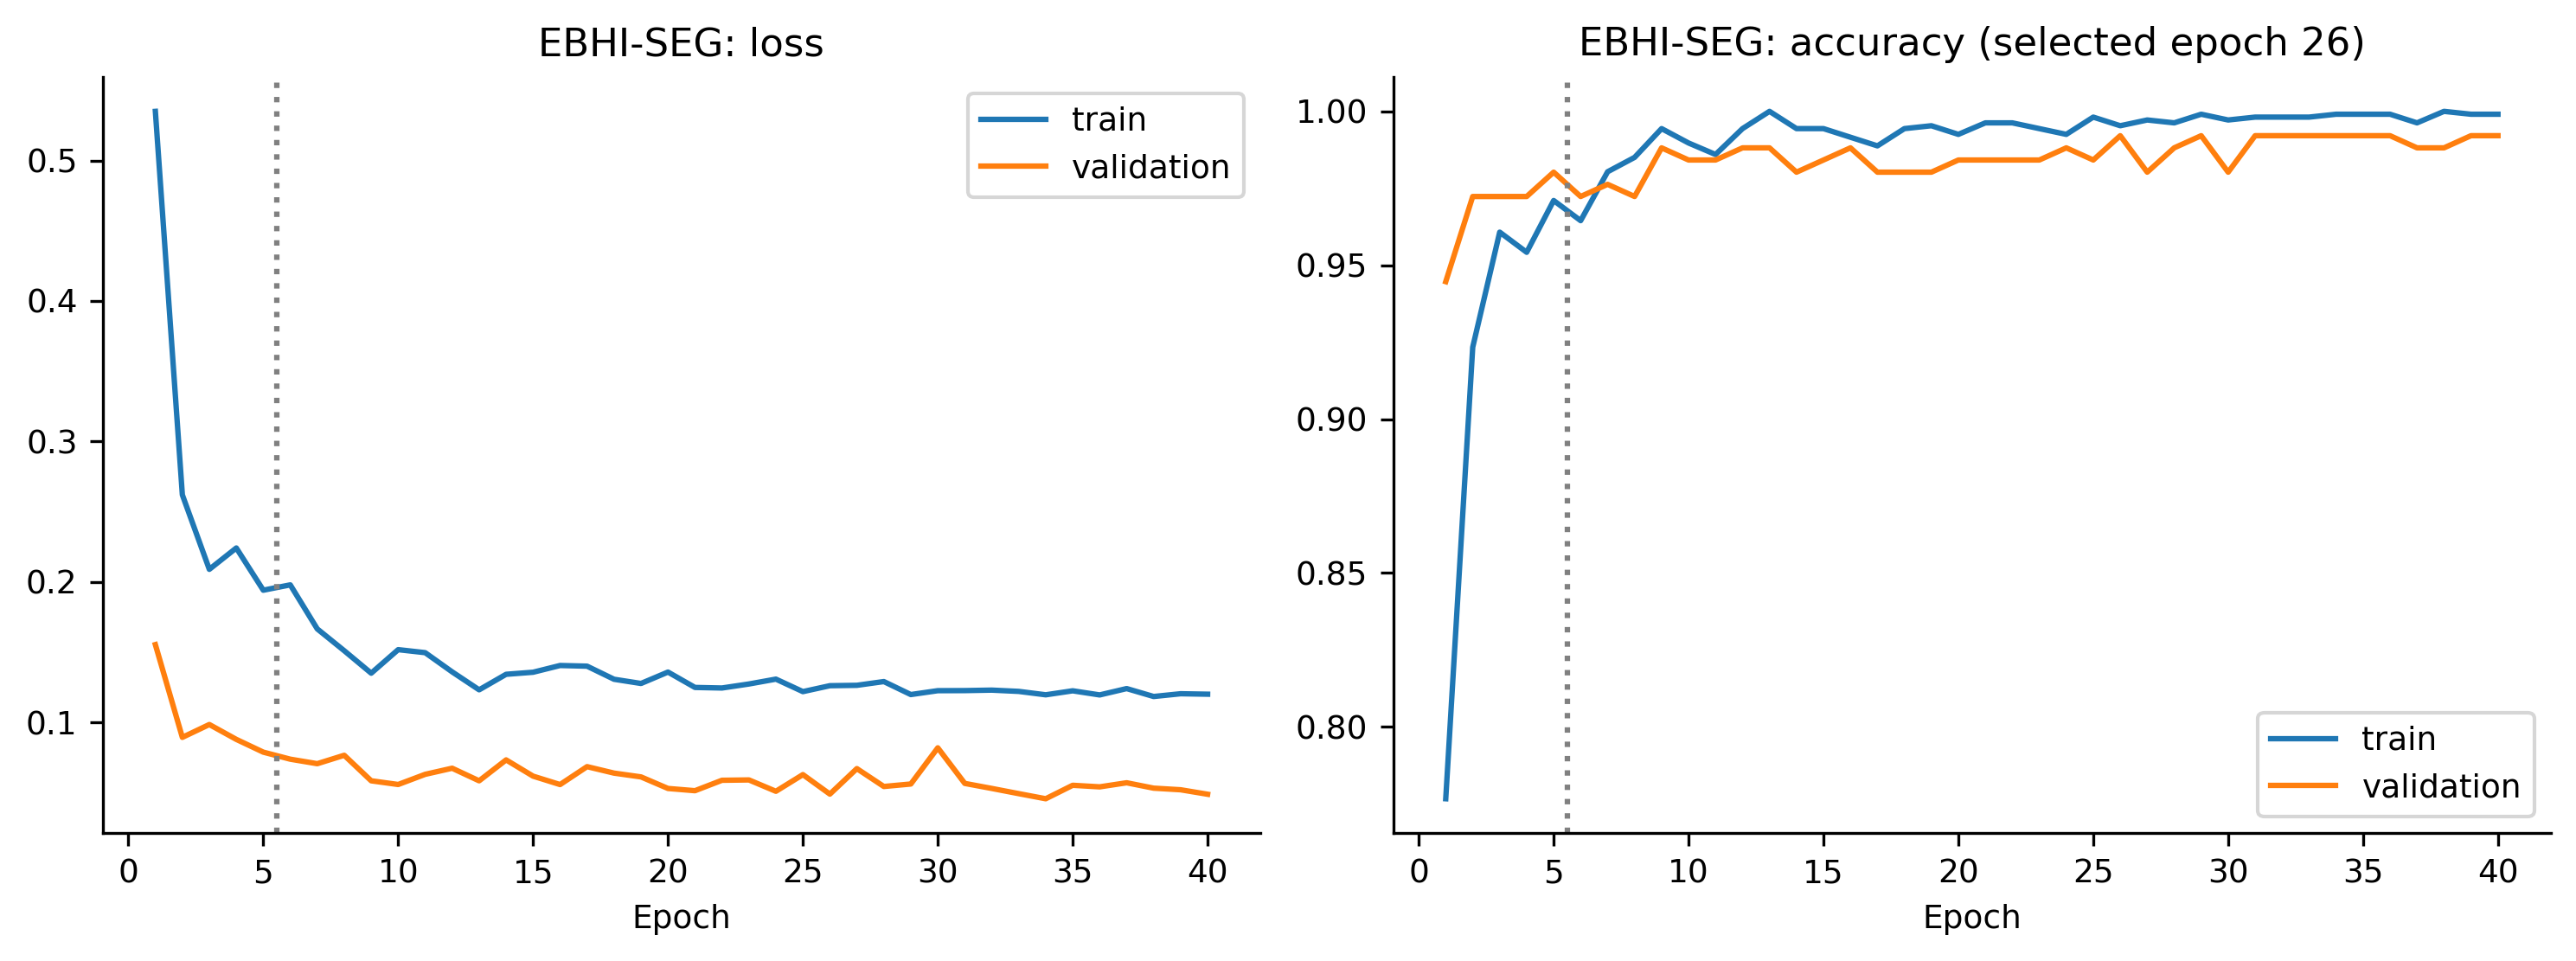 EBHI-SEG: loss
train
validation
0.5
0.4
0.3
0.2
0.1
0 5 10 15 20 25 30 35 40
Epoch
EBHI-SEG: accuracy (selected epoch 26)
1.00
0.95
0.90
0.85
0.80
train
validation
0 5 10 15 20 25 30 35 40
Epoch